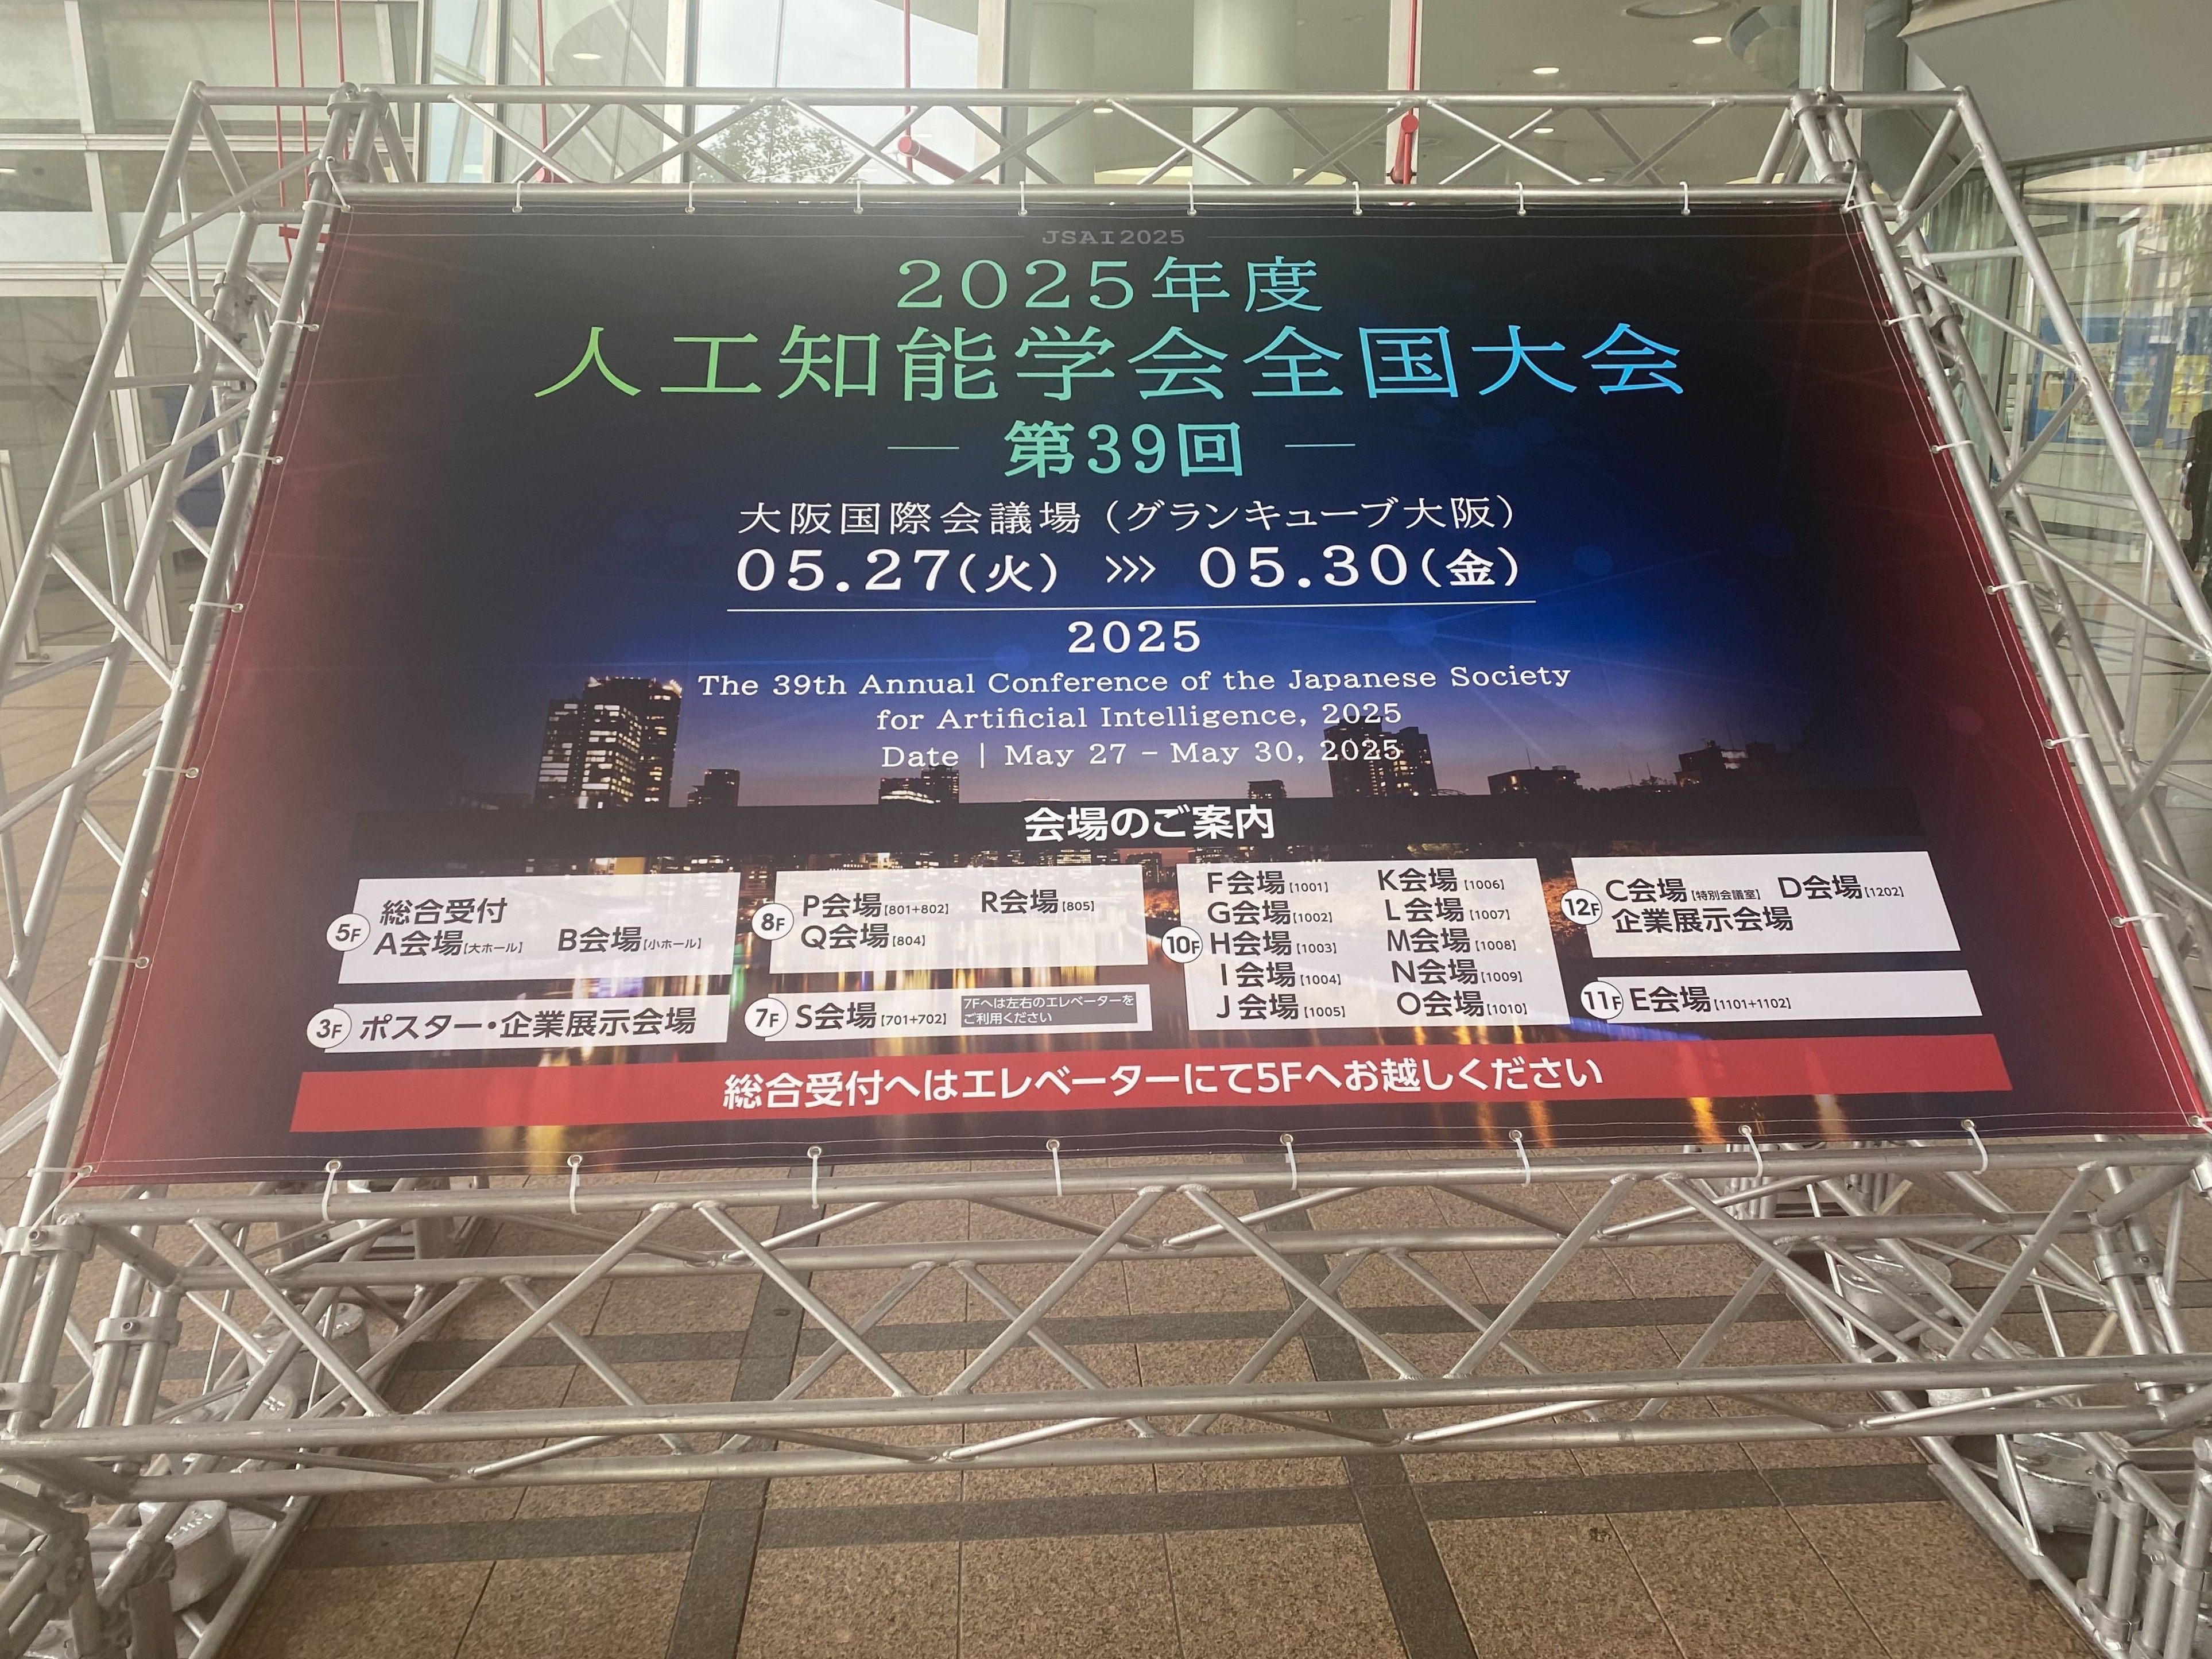 JSAI2025
2025年度
人工知能学会全国大会
第39回
大阪国際会議場（グランキューブ大阪）
05.27(火) >>> 05.30(金)
2025
The 39th Annual Conference of the Japanese Society
for Artificial Intelligence, 2025
Date | May 27 – May 30, 2025
会場のご案内
5F
総合受付
A会場[大ホール] B会場[小ホール]
3F ポスター・企業展示会場
8F
P会場[801+802] R会場[805]
Q会場[804]
7F S会場[701+702]
7Fへは左右のエレベーターを
ご利用ください
10F
F会場[1001] K会場[1006]
G会場[1002] L会場[1007]
H会場[1003] M会場[1008]
I会場[1004] N会場[1009]
J会場[1005] O会場[1010]
12F
C会場[特別会議室] D会場[1202]
企業展示会場
11F E会場[1101+1102]
総合受付へはエレベーターにて5Fへお越しください